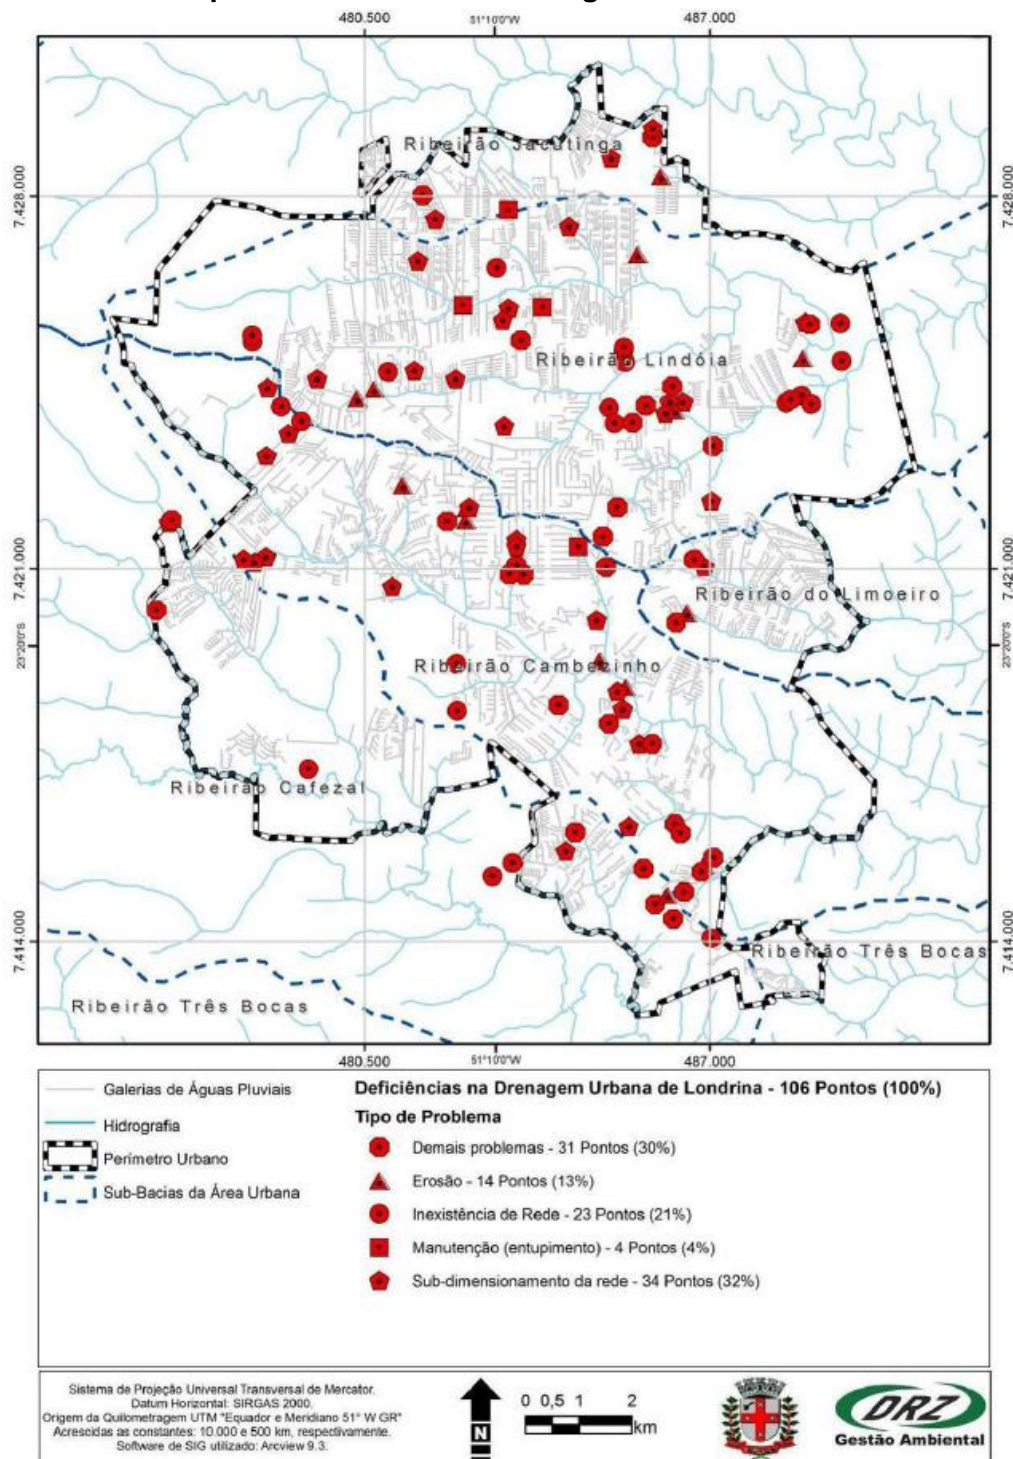 480.500
51°10'0"W
487.000
Ribeirão Jacutinga
7.428.000
7.428.000
Ribeirão Lindóia
7.421.000
7.421.000
Ribeirão do Limoeiro
23°20'0"S
23°20'0"S
Ribeirão Cambezinho
Ribeirão Cafezal
7.414.000
7.414.000
Ribeirão Três Bocas
Ribeirão Três Bocas
480.500
51°10'0"W
487.000
Galerias de Águas Pluviais
Hidrografia
Perímetro Urbano
Sub-Bacias da Área Urbana
Deficiências na Drenagem Urbana de Londrina - 106 Pontos (100%)
Tipo de Problema
Demais problemas - 31 Pontos (30%)
Erosão - 14 Pontos (13%)
Inexistência de Rede - 23 Pontos (21%)
Manutenção (entupimento) - 4 Pontos (4%)
Sub-dimensionamento da rede - 34 Pontos (32%)
Sistema de Projeção Universal Transversal de Mercator.
Datum Horizontal: SIRGAS 2000.
Origem da Quilometragem UTM "Equador e Meridiano 51° W GR"
Acrescidas as constantes: 10.000 e 500 km, respectivamente.
Software de SIG utilizado: Arcview 9.3.
N
0 0,5 1 2
km
DRZ
Gestão Ambiental